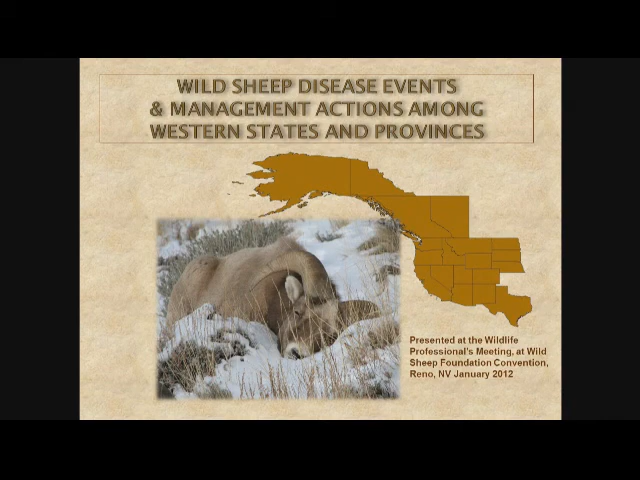 WILD SHEEP DISEASE EVENTS
& MANAGEMENT ACTIONS AMONG
WESTERN STATES AND PROVINCES
Presented at the Wildlife
Professional's Meeting, at Wild
Sheep Foundation Convention,
Reno, NV January 2012